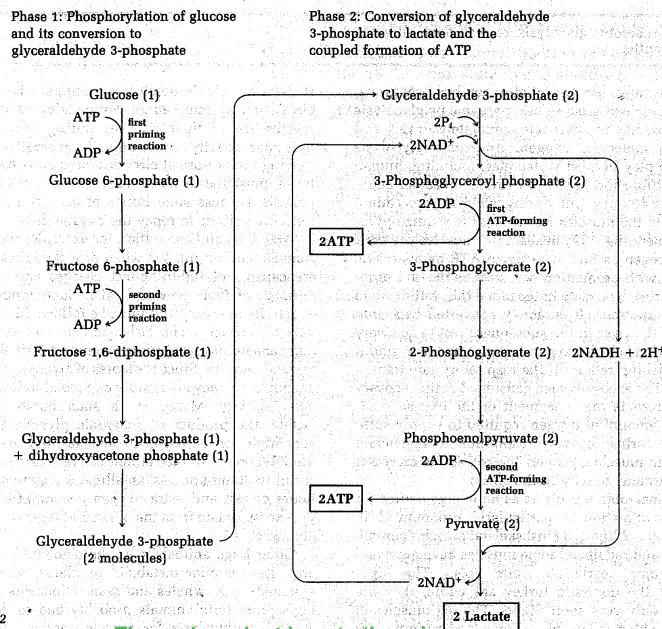 Phase 1: Phosphorylation of glucose
and its conversion to
glyceraldehyde 3-phosphate
Phase 2: Conversion of glyceraldehyde
3-phosphate to lactate and the
coupled formation of ATP
Glucose (1)
ATP
first
priming
reaction
ADP
Glucose 6-phosphate (1)
Fructose 6-phosphate (1)
ATP
second
priming
reaction
ADP
Fructose 1,6-diphosphate (1)
Glyceraldehyde 3-phosphate (1)
+ dihydroxyacetone phosphate (1)
Glyceraldehyde 3-phosphate
(2 molecules)
Glyceraldehyde 3-phosphate (2)
2Pi
2NAD+
3-Phosphoglyceroyl phosphate (2)
2ADP
first
ATP-forming
reaction
2ATP
3-Phosphoglycerate (2)
2-Phosphoglycerate (2)
2NADH + 2H+
Phosphoenolpyruvate (2)
2ADP
second
ATP-forming
reaction
2ATP
Pyruvate (2)
2NAD+
2 Lactate
2